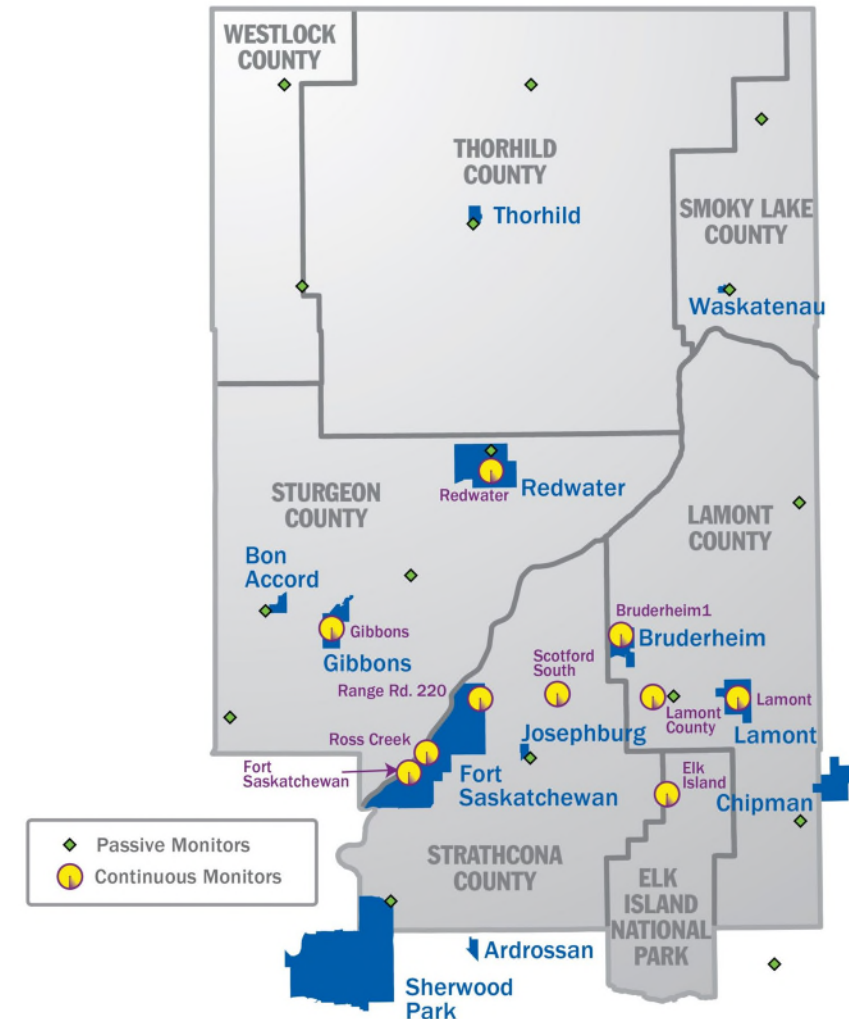 WESTLOCK
COUNTY
THORHILD
COUNTY
Thorhild
SMOKY LAKE
COUNTY
Waskatenau
Redwater
Redwater
STURGEON
COUNTY
LAMONT
COUNTY
Bon
Accord
Gibbons
Gibbons
Bruderheim1
Bruderheim
Scotford
South
Range Rd. 220
Lamont
County
Lamont
Lamont
Ross Creek
Josephburg
Fort
Saskatchewan
Fort
Saskatchewan
Elk
Island
Chipman
Passive Monitors
Continuous Monitors
STRATHCONA
COUNTY
ELK
ISLAND
NATIONAL
PARK
Ardrossan
Sherwood
Park